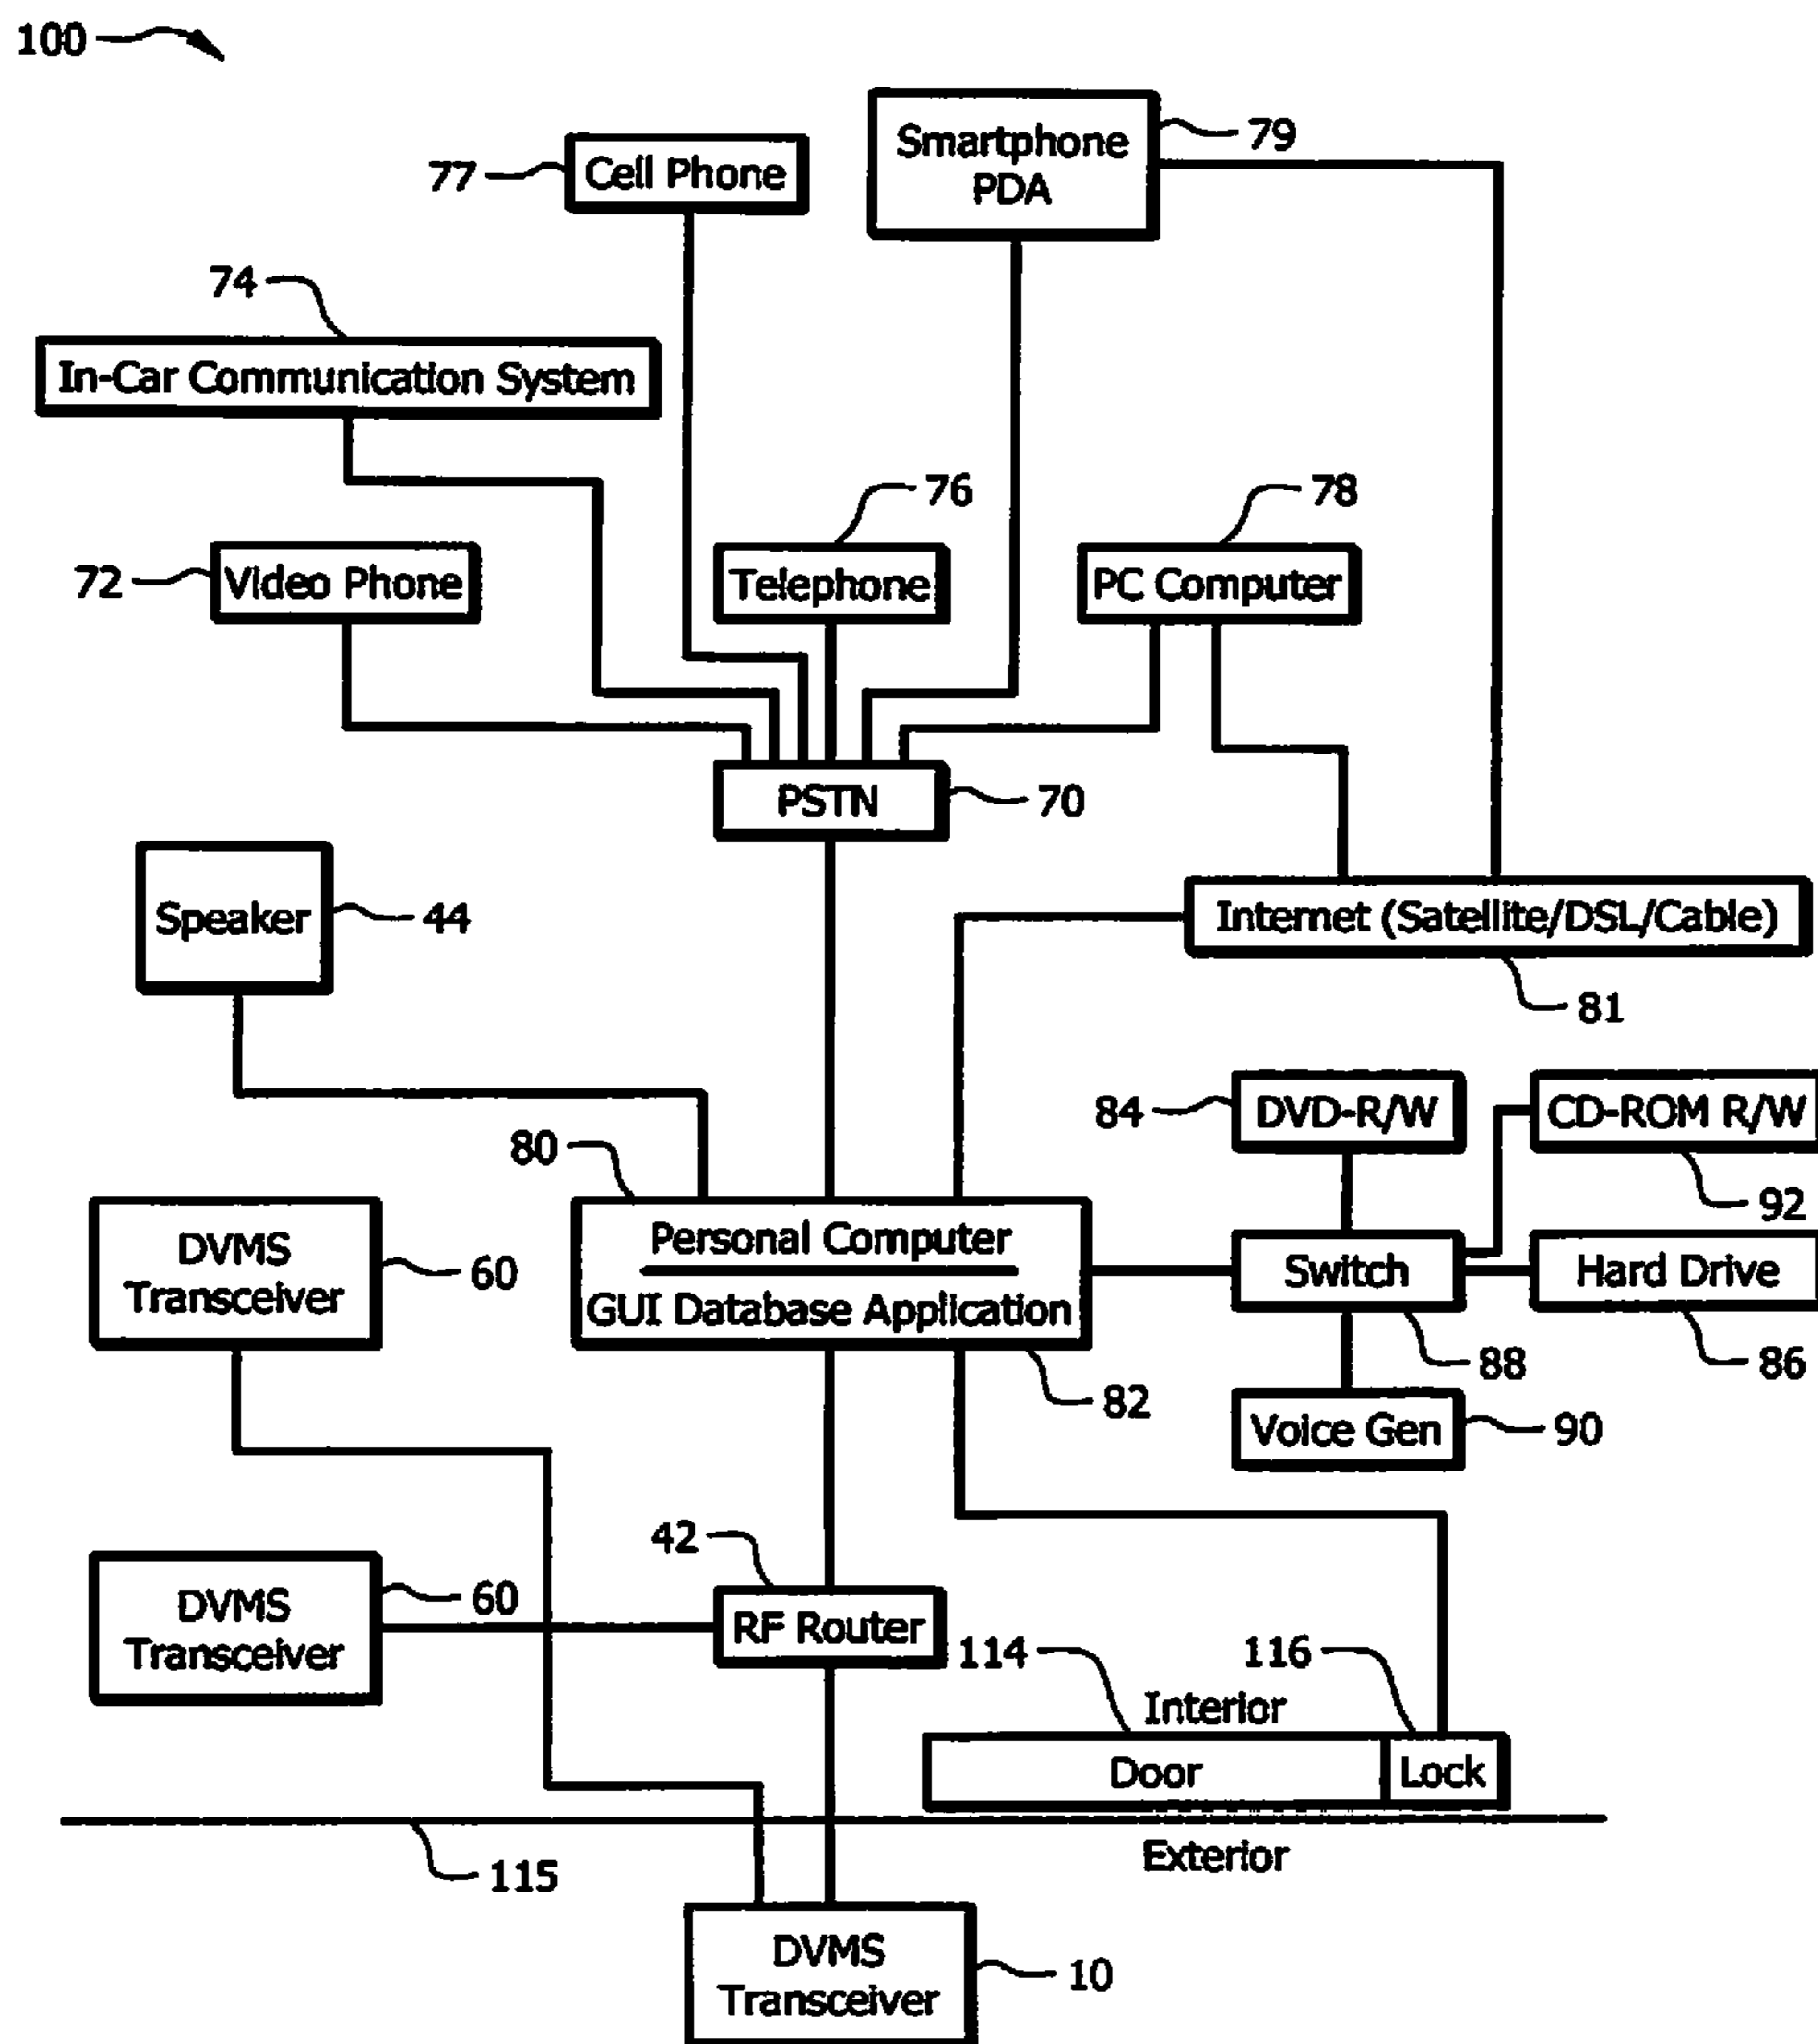 100
Smartphone
PDA
79
77
Cell Phone
74
In-Car Communication System
76
78
72
Video Phone
Telephone
PC Computer
PSTN
70
Speaker
44
Internet (Satellite/DSL/Cable)
81
84
DVD-R/W
CD-ROM R/W
92
80
DVMS
Transceiver
60
Personal Computer
GUI Database Application
82
Switch
88
Hard Drive
86
Voice Gen
90
42
DVMS
Transceiver
60
RF Router
114
116
Interior
Door
Lock
115
Exterior
DVMS
Transceiver
10